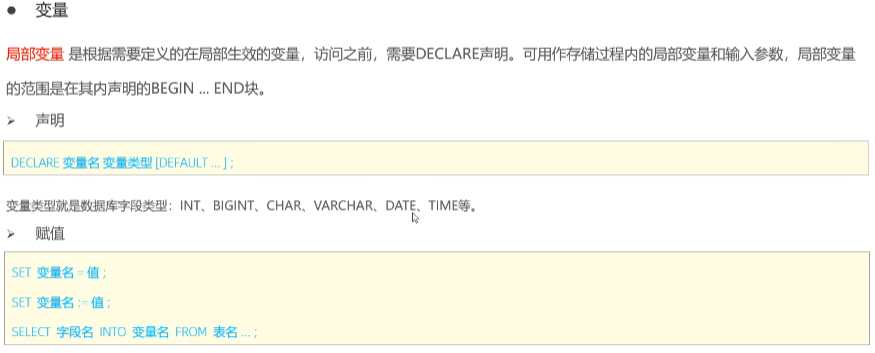 ● 变量
局部变量 是根据需要定义的在局部生效的变量，访问之前，需要DECLARE声明。可用作存储过程内的局部变量和输入参数，局部变量
的范围是在其内声明的BEGIN ... END块。
➢ 声明
DECLARE 变量名 变量类型 [DEFAULT ... ] ;
变量类型就是数据库字段类型：INT、BIGINT、CHAR、VARCHAR、DATE、TIME等。
➢ 赋值
SET 变量名 = 值 ;
SET 变量名 := 值 ;
SELECT 字段名 INTO 变量名 FROM 表名 ... ;